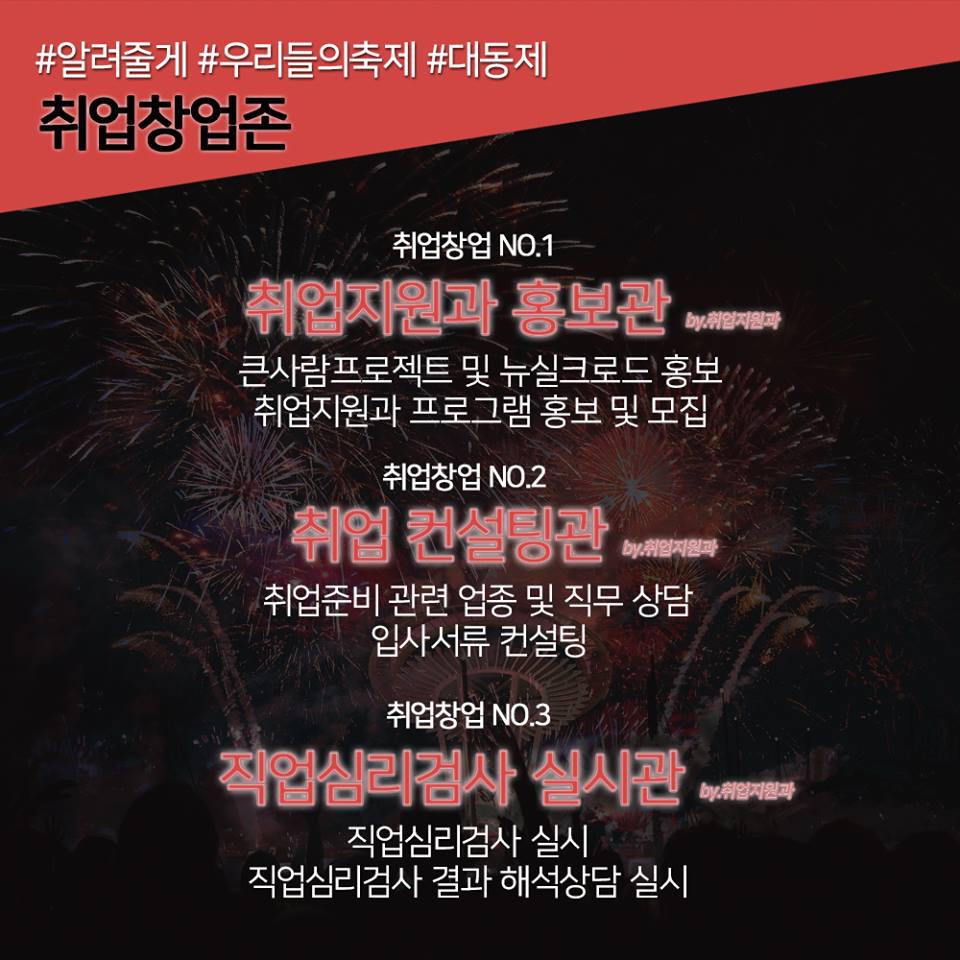 #알려줄게 #우리들의축제 #대동제
취업창업존
취업창업 NO.1
취업지원과 홍보관 by.취업지원과
큰사람프로젝트 및 뉴실크로드 홍보
취업지원과 프로그램 홍보 및 모집
취업창업 NO.2
취업 컨설팅관 by.취업지원과
취업준비 관련 업종 및 직무 상담
입사서류 컨설팅
취업창업 NO.3
직업심리검사 실시관 by.취업지원과
직업심리검사 실시
직업심리검사 결과 해석상담 실시